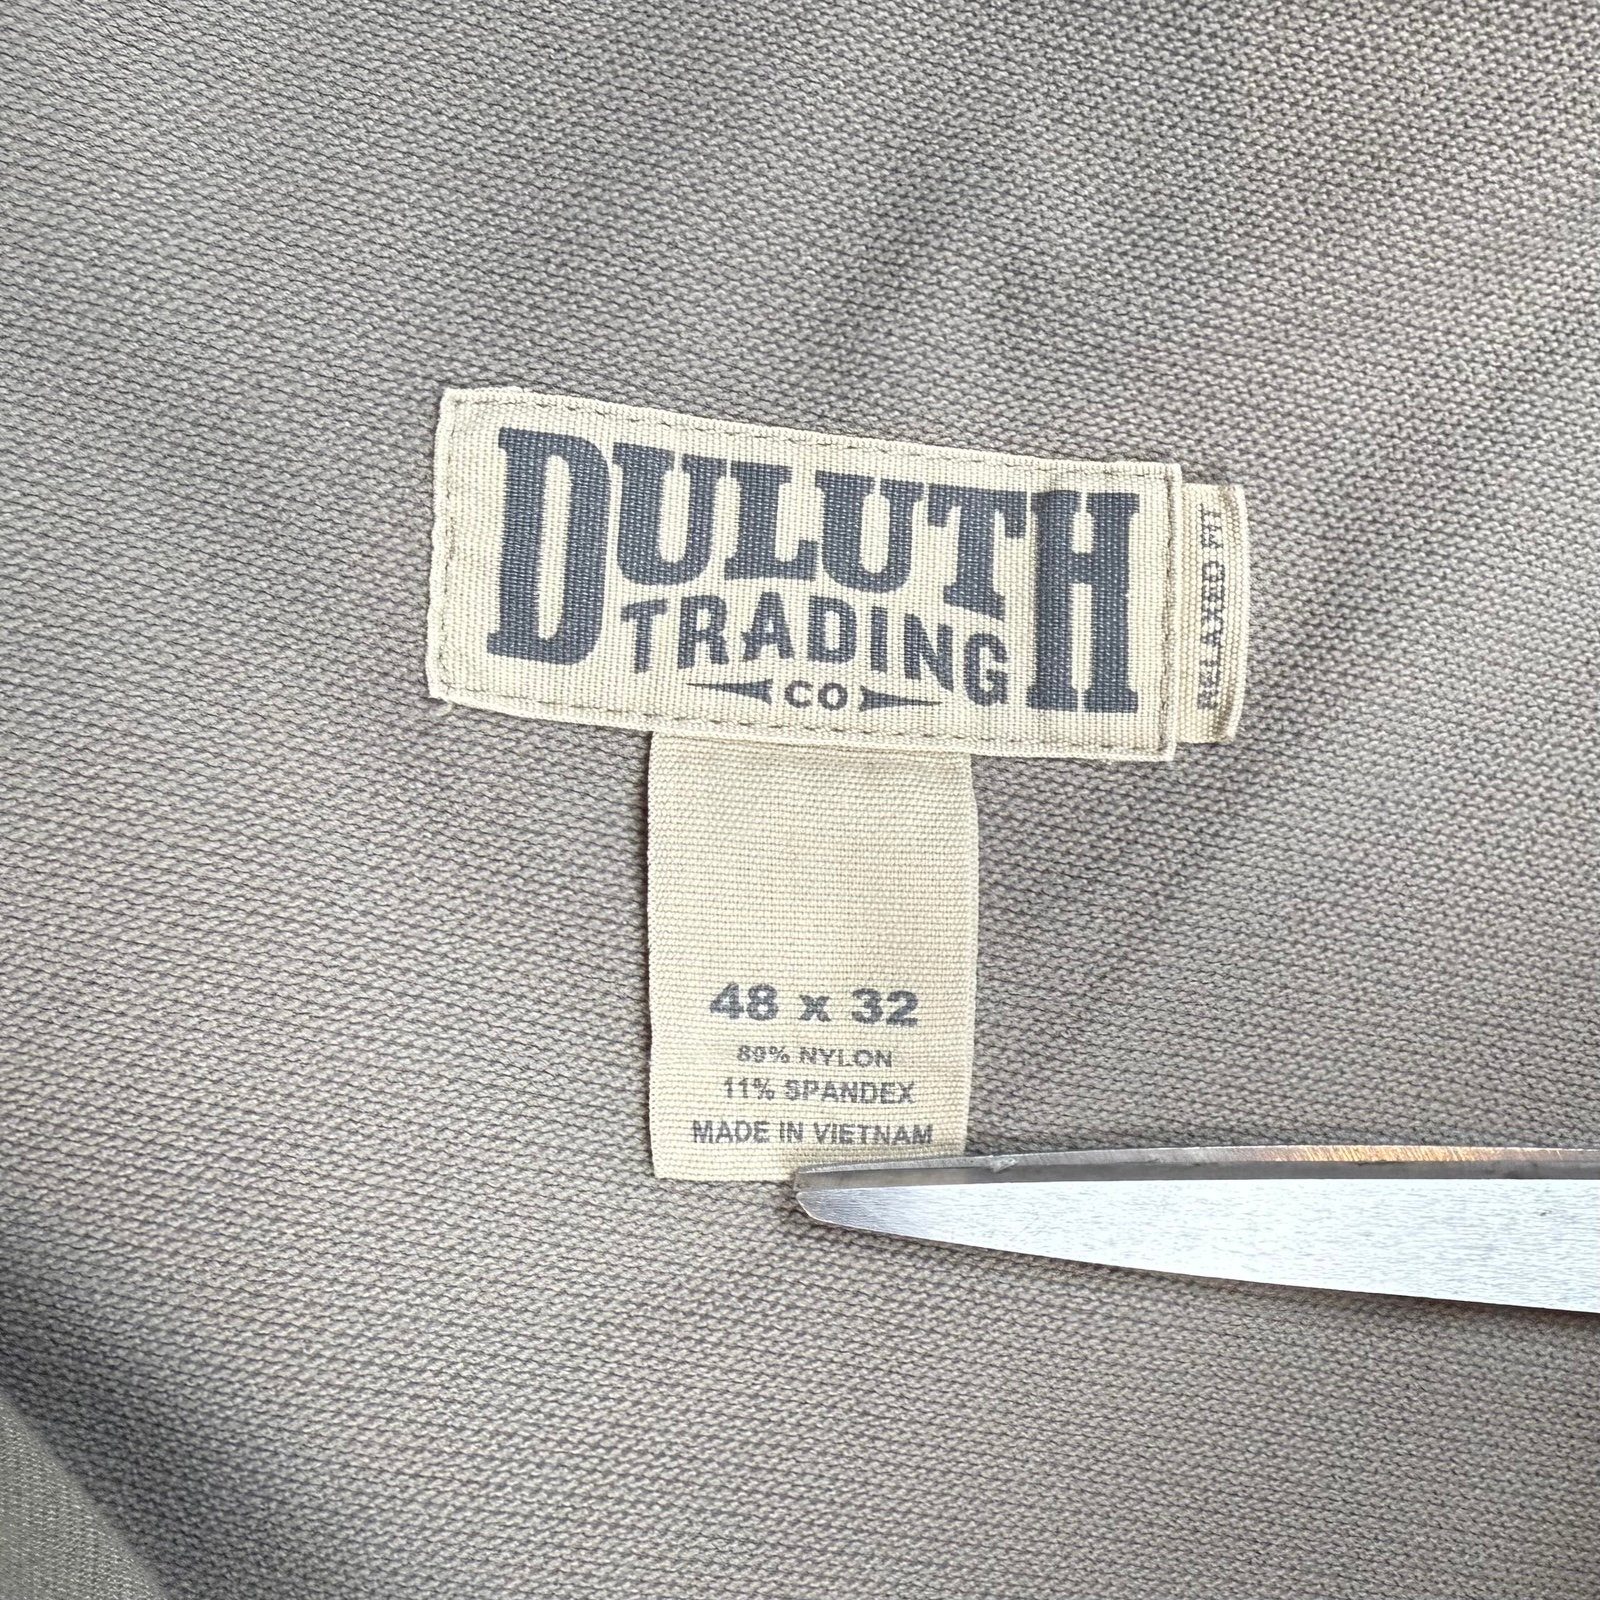 DULUTH
TRADING
CO
RELAXED FIT
48 x 32
89% NYLON
11% SPANDEX
MADE IN VIETNAM